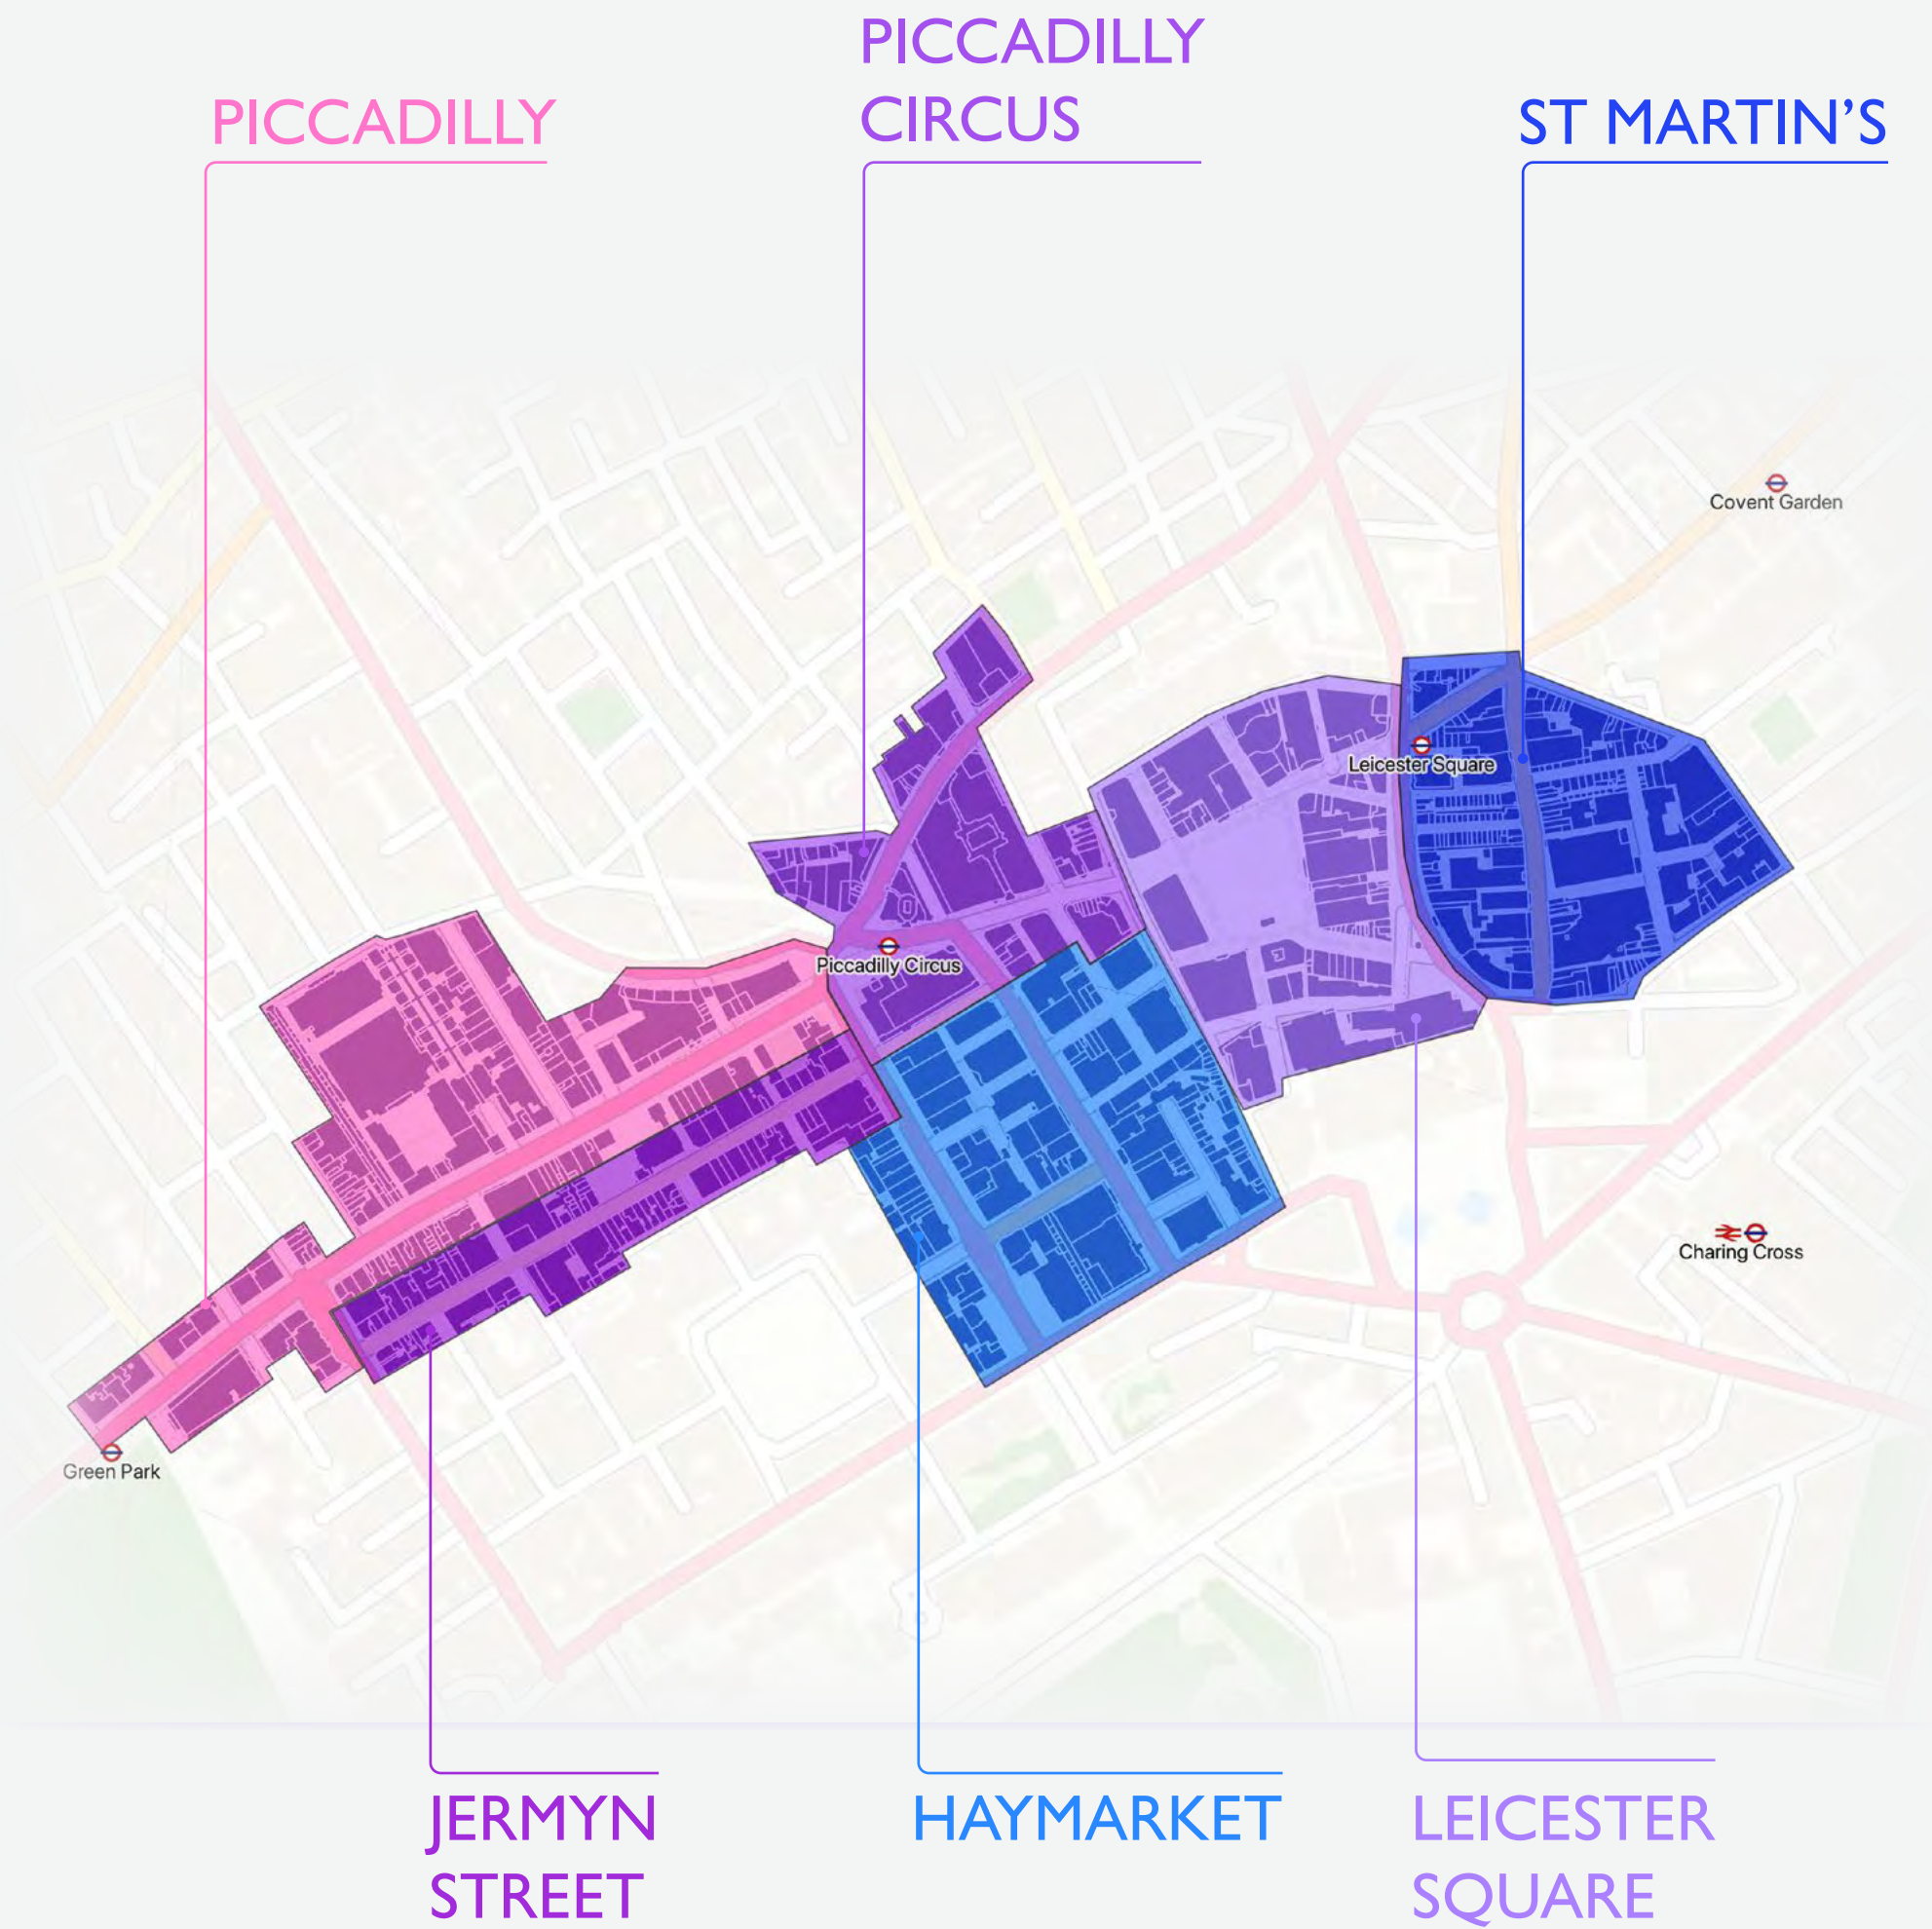 PICCADILLY
CIRCUS
PICCADILLY
ST MARTIN'S
Covent Garden
Leicester Square
Piccadilly Circus
Charing Cross
Green Park
JERMYN
STREET
HAYMARKET
LEICESTER
SQUARE